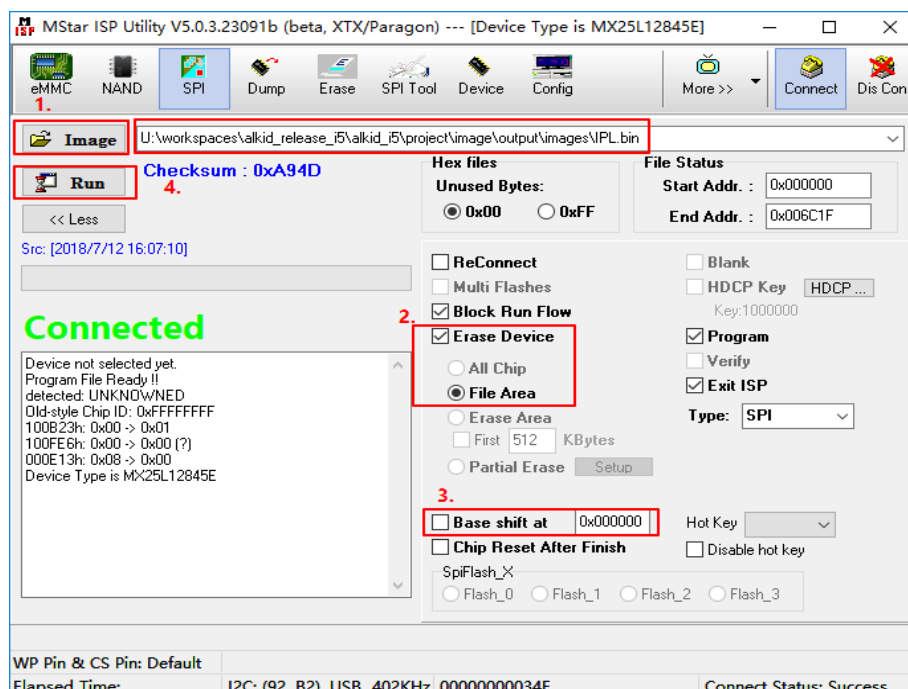 MStar ISP Utility V5.0.3.23091b (beta, XTX/Paragon) --- [Device Type is MX25L12845E]
eMMC NAND SPI Dump Erase SPI Tool Device Config More >> Connect Dis Con
1.
Image U:\workspaces\alkid_release_i5\alkid_i5\project\image\output\images\IPL.bin
Run
4.
Checksum : 0xA94D
<< Less
Src: [2018/7/12 16:07:10]
Hex files
Unused Bytes:
0x00 0xFF
File Status
Start Addr. : 0x000000
End Addr. : 0x006C1F
Connected
Device not selected yet.
Program File Ready !!
detected: UNKNOWNED
Old-style Chip ID: 0xFFFFFFFF
100B23h: 0x00 -> 0x01
100FE6h: 0x00 -> 0x00 (?)
000E13h: 0x08 -> 0x00
Device Type is MX25L12845E
ReConnect
Multi Flashes
Block Run Flow
2.
Erase Device
All Chip
File Area
Erase Area
First 512 KBytes
Partial Erase Setup
Blank
HDCP Key HDCP ...
Key:1000000
Program
Verify
Exit ISP
Type: SPI
3.
Base shift at 0x000000
Hot Key
Chip Reset After Finish
Disable hot key
SpiFlash_X
Flash_0 Flash_1 Flash_2 Flash_3
WP Pin & CS Pin: Default
Elapsed Time: I2C: (92, B2), USB, 402KHz 00000000034F Connect Status: Success